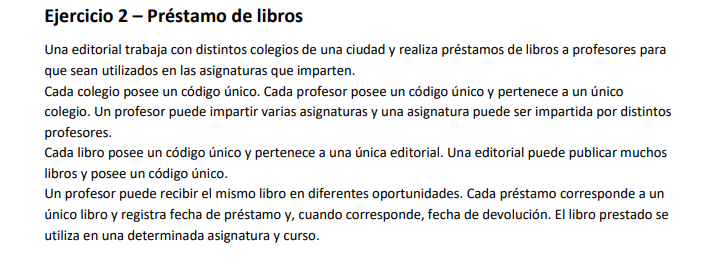 Ejercicio 2 – Préstamo de libros
Una editorial trabaja con distintos colegios de una ciudad y realiza préstamos de libros a profesores para
que sean utilizados en las asignaturas que imparten.
Cada colegio posee un código único. Cada profesor posee un código único y pertenece a un único
colegio. Un profesor puede impartir varias asignaturas y una asignatura puede ser impartida por distintos
profesores.
Cada libro posee un código único y pertenece a una única editorial. Una editorial puede publicar muchos
libros y posee un código único.
Un profesor puede recibir el mismo libro en diferentes oportunidades. Cada préstamo corresponde a un
único libro y registra fecha de préstamo y, cuando corresponde, fecha de devolución. El libro prestado se
utiliza en una determinada asignatura y curso.